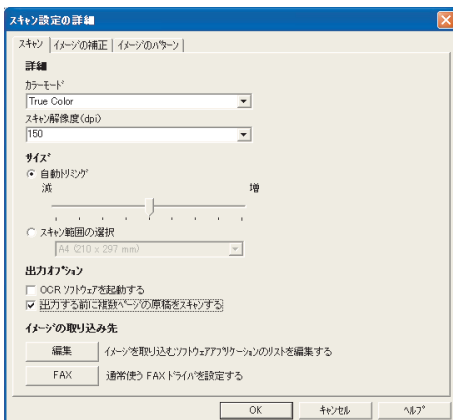 スキャン設定の詳細
スキャン イメージの補正 イメージのパターン
詳細
カラーモード
True Color
スキャン解像度(dpi)
150
サイズ
自動トリミング
減 増
スキャン範囲の選択
A4 (210 x 297 mm)
出力オプション
OCR ソフトウェアを起動する
出力する前に複数ページの原稿をスキャンする
イメージの取り込み先
編集 イメージを取り込むソフトウェアアプリケーションのリストを編集する
FAX 通常使う FAXドライバを設定する
OK キャンセル ヘルプ